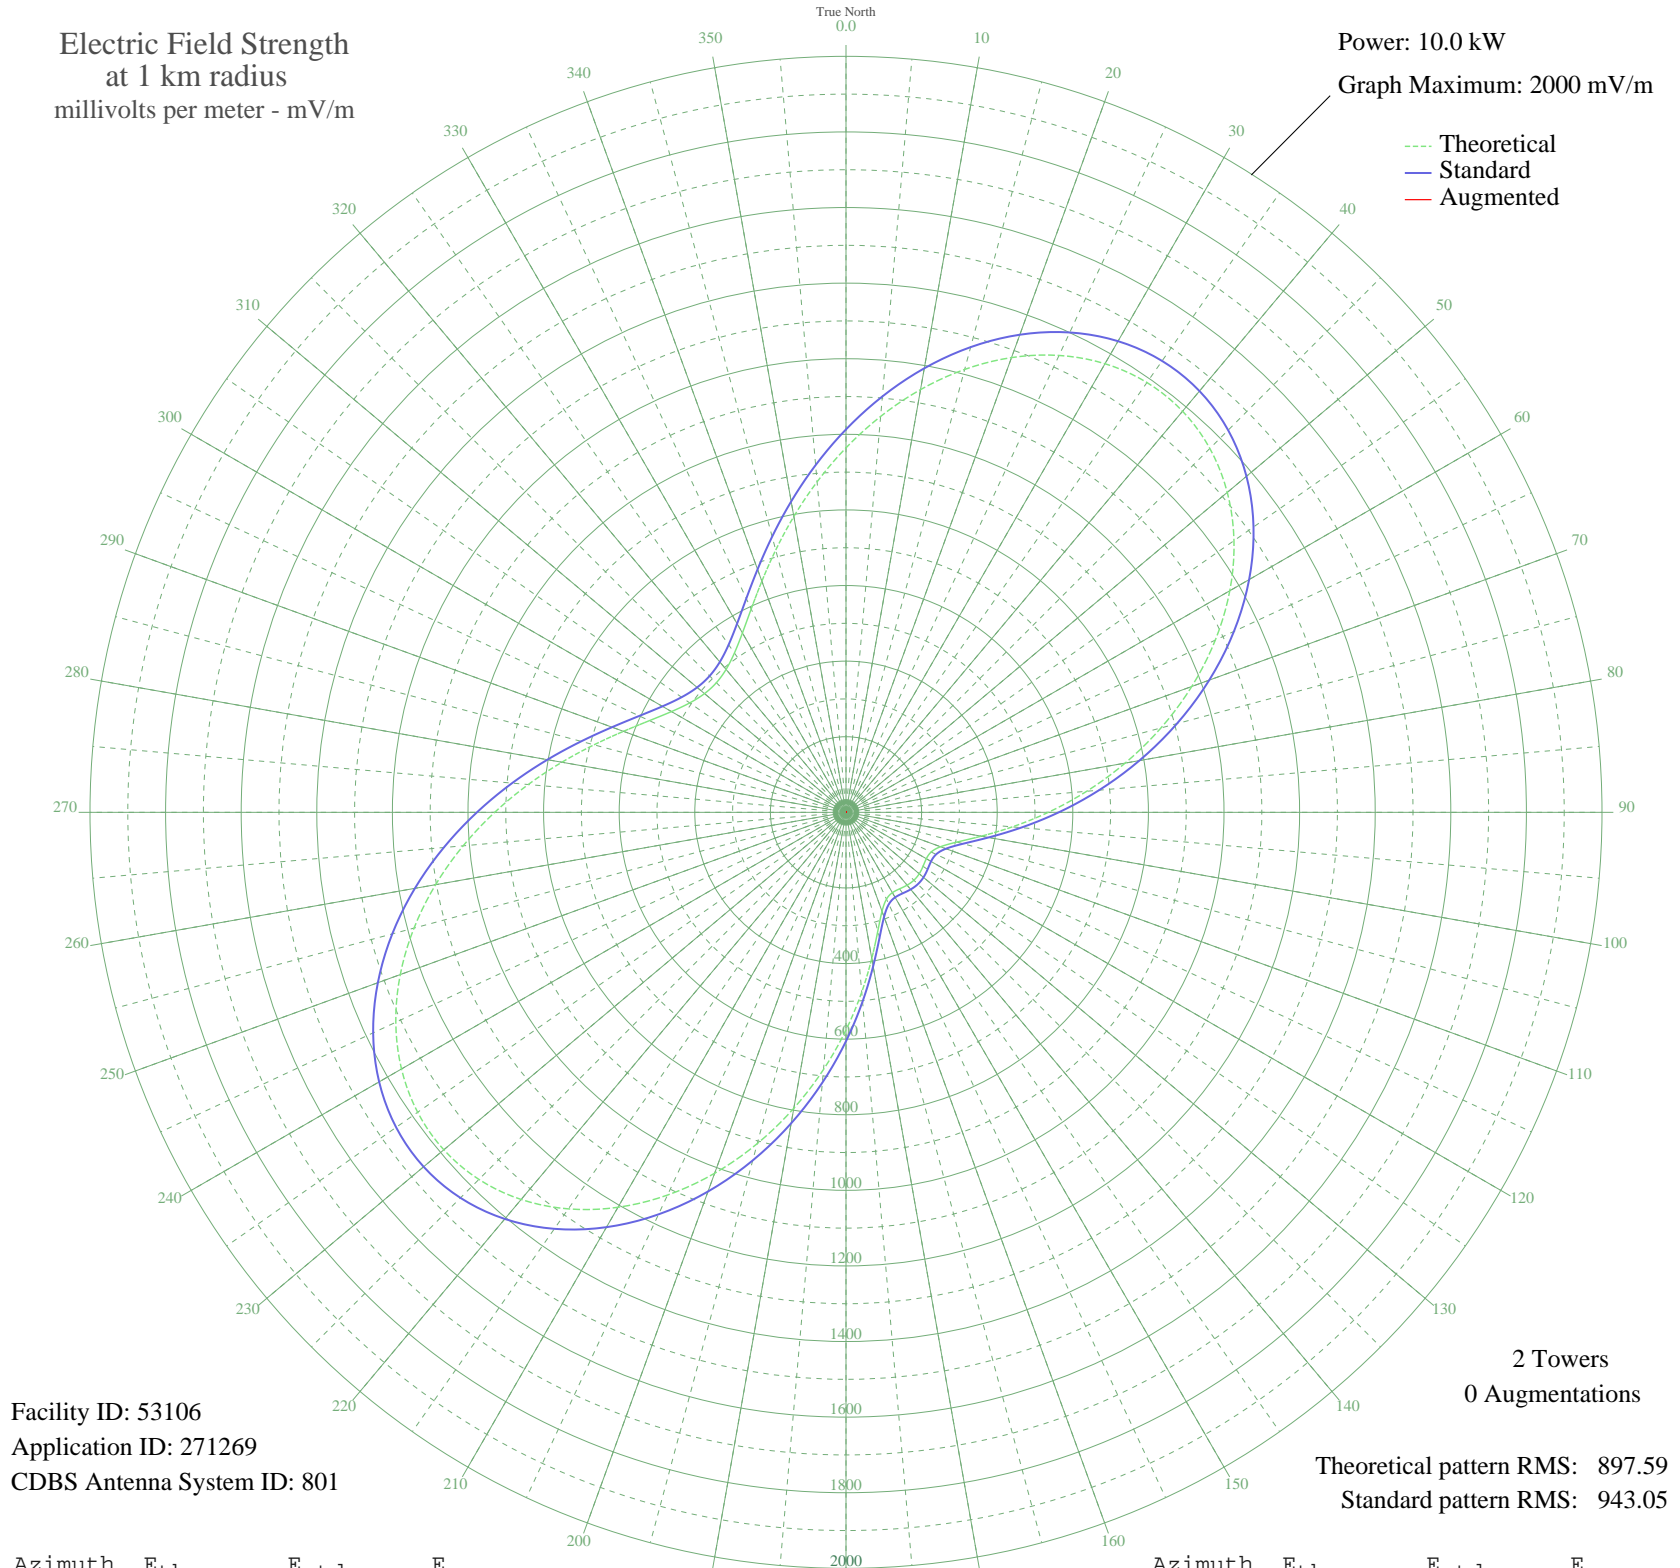 True North
0.0
Electric Field Strength
at 1 km radius
millivolts per meter - mV/m
Power: 10.0 kW
Graph Maximum: 2000 mV/m
Theoretical
Standard
Augmented
10
20
30
40
50
60
70
80
90
100
110
120
130
140
150
160
200
210
220
230
240
250
260
270
280
290
300
310
320
330
340
350
400
600
800
1000
1200
1400
1600
1800
2000
2 Towers
0 Augmentations
Facility ID: 53106
Application ID: 271269
CDBS Antenna System ID: 801
Theoretical pattern RMS: 897.59
Standard pattern RMS: 943.05
Azimuth
Azimuth